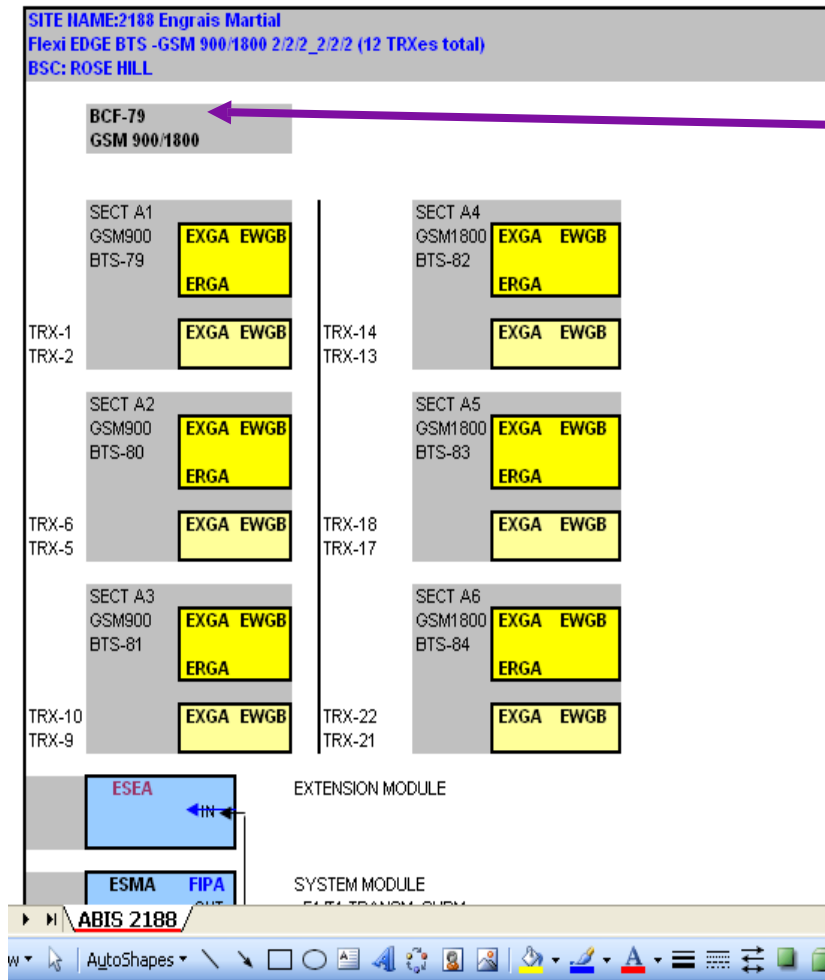 SITE NAME:2188 Engrais Martial
Flexi EDGE BTS -GSM 900/1800 2/2/2_2/2/2 (12 TRXes total)
BSC: ROSE HILL
BCF-79
GSM 900/1800
SECT A1
GSM900 EXGA EWGB
BTS-79
ERGA
TRX-1 EXGA EWGB
TRX-2
SECT A4
GSM1800 EXGA EWGB
BTS-82
ERGA
TRX-14 EXGA EWGB
TRX-13
SECT A2
GSM900 EXGA EWGB
BTS-80
ERGA
TRX-6 EXGA EWGB
TRX-5
SECT A5
GSM1800 EXGA EWGB
BTS-83
ERGA
TRX-18 EXGA EWGB
TRX-17
SECT A3
GSM900 EXGA EWGB
BTS-81
ERGA
TRX-10 EXGA EWGB
TRX-9
SECT A6
GSM1800 EXGA EWGB
BTS-84
ERGA
TRX-22 EXGA EWGB
TRX-21
ESEA EXTENSION MODULE
IN
ESMA FIPA SYSTEM MODULE
ABIS 2188
AutoShapes